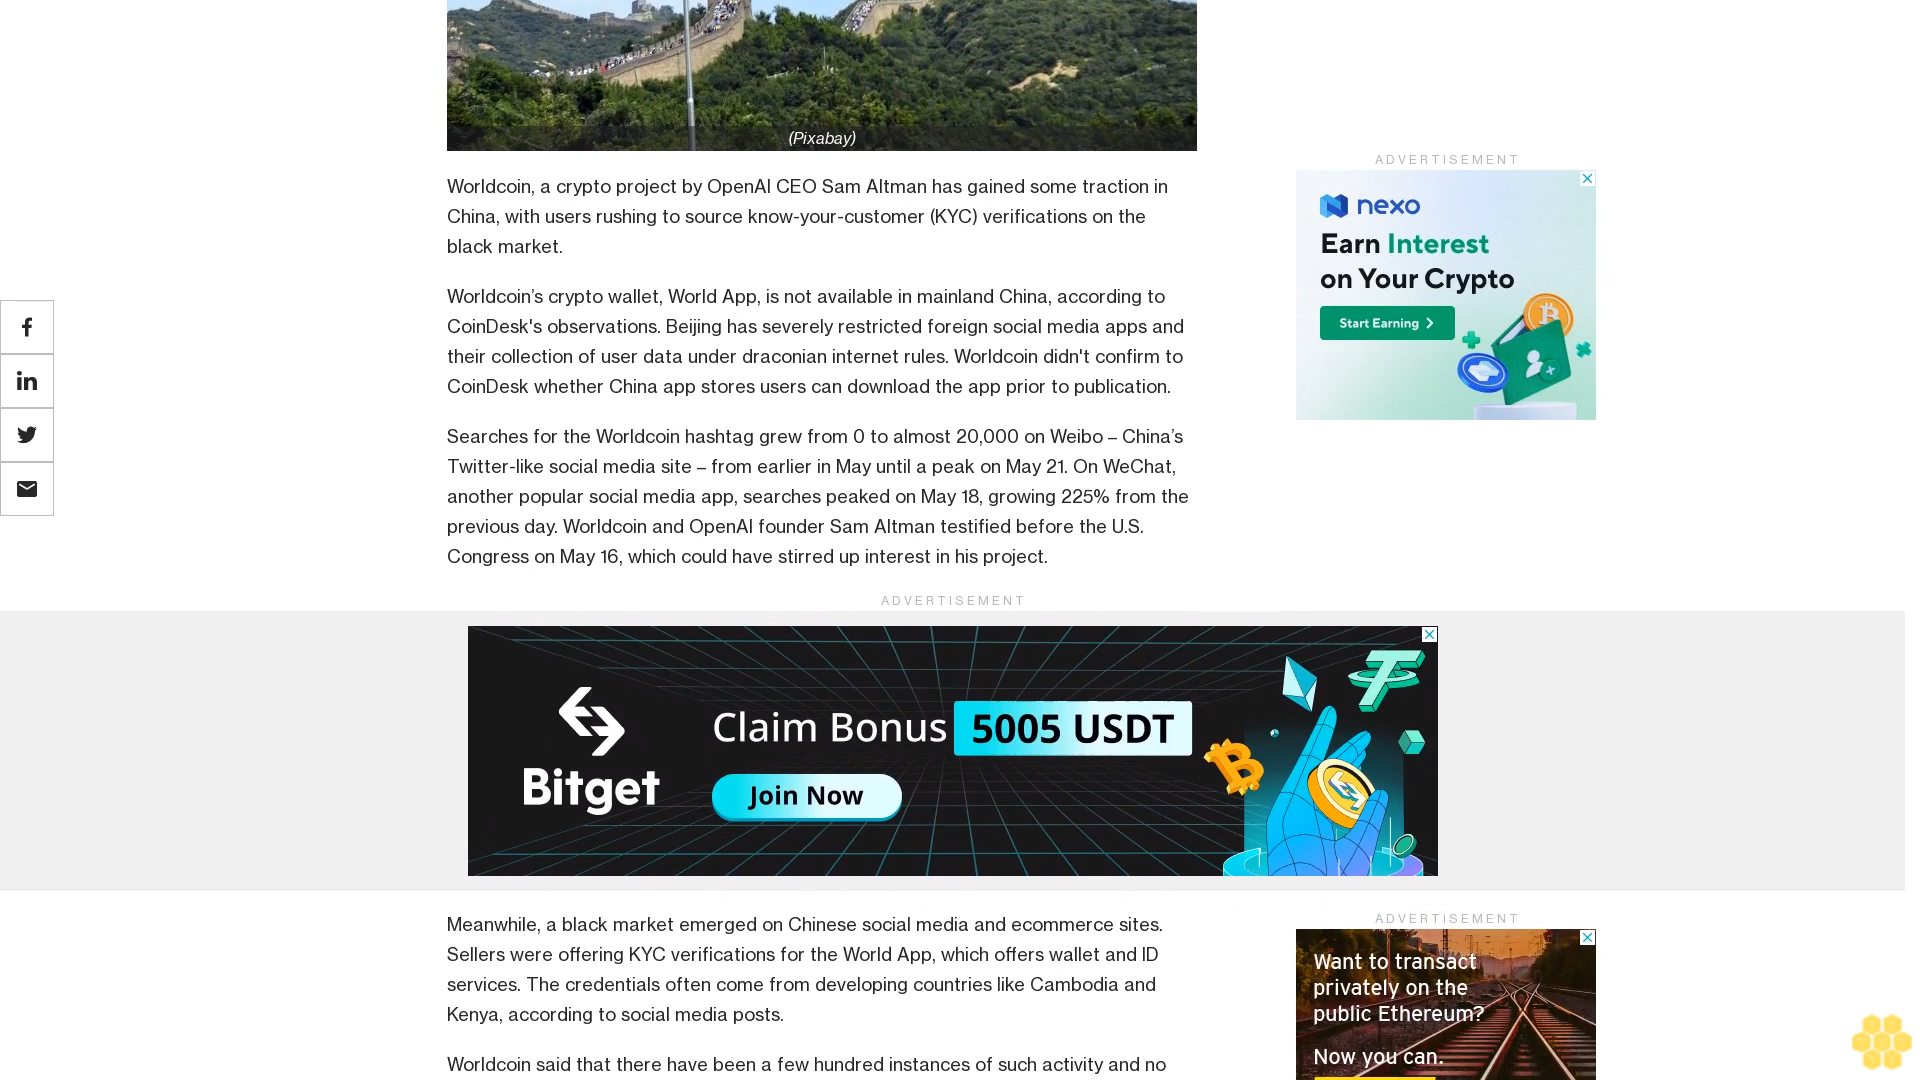 (Pixabay)
Worldcoin, a crypto project by OpenAI CEO Sam Altman has gained some traction in
China, with users rushing to source know-your-customer (KYC) verifications on the
black market.
Worldcoin’s crypto wallet, World App, is not available in mainland China, according to
CoinDesk's observations. Beijing has severely restricted foreign social media apps and
their collection of user data under draconian internet rules. Worldcoin didn't confirm to
CoinDesk whether China app stores users can download the app prior to publication.
Searches for the Worldcoin hashtag grew from 0 to almost 20,000 on Weibo – China’s
Twitter-like social media site – from earlier in May until a peak on May 21. On WeChat,
another popular social media app, searches peaked on May 18, growing 225% from the
previous day. Worldcoin and OpenAI founder Sam Altman testified before the U.S.
Congress on May 16, which could have stirred up interest in his project.
ADVERTISEMENT
nexo
Earn Interest
on Your Crypto
Start Earning
ADVERTISEMENT
Bitget
Claim Bonus 5005 USDT
Join Now
Meanwhile, a black market emerged on Chinese social media and ecommerce sites.
Sellers were offering KYC verifications for the World App, which offers wallet and ID
services. The credentials often come from developing countries like Cambodia and
Kenya, according to social media posts.
Worldcoin said that there have been a few hundred instances of such activity and no
ADVERTISEMENT
Want to transact
privately on the
public Ethereum?
Now you can.